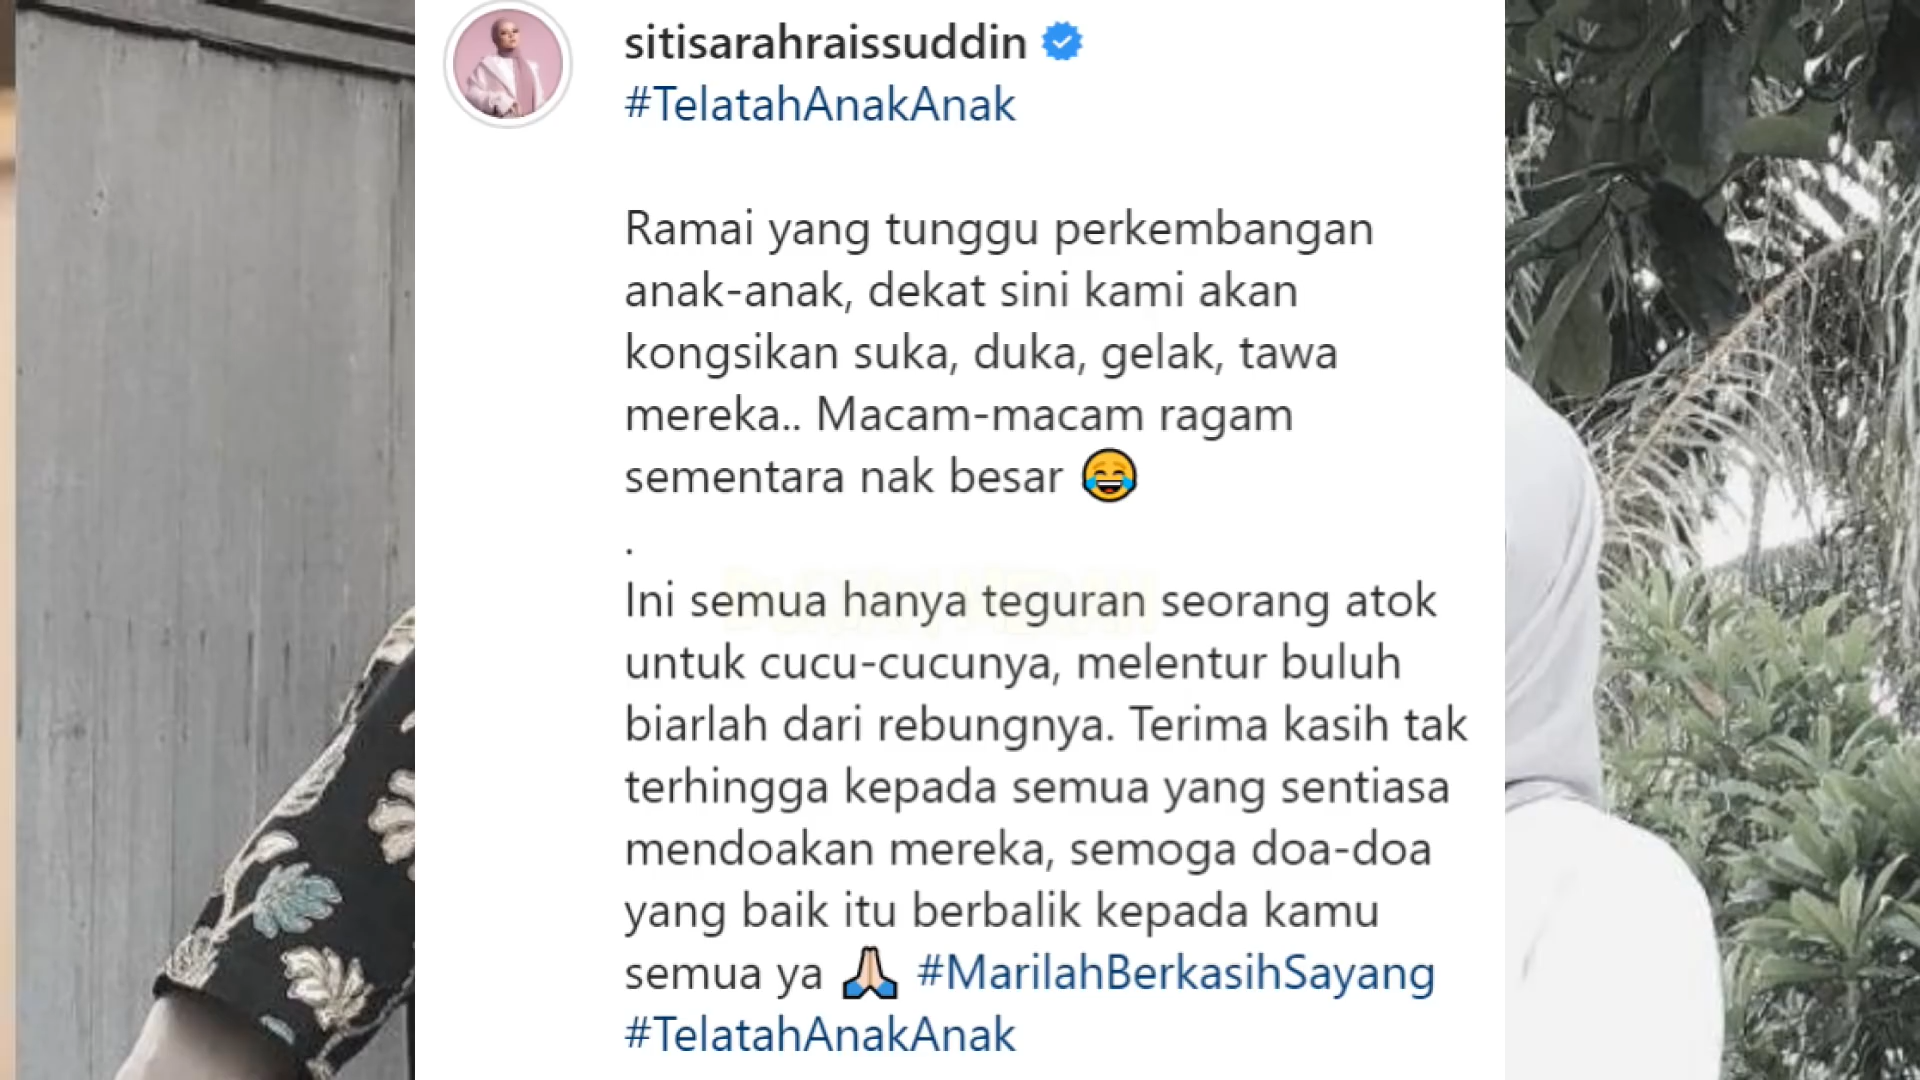 sitisarahraissuddin
#TelatahAnakAnak
Ramai yang tunggu perkembangan
anak-anak, dekat sini kami akan
kongsikan suka, duka, gelak, tawa
mereka.. Macam-macam ragam
sementara nak besar 😂
.
Ini semua hanya teguran seorang atok
untuk cucu-cucunya, melentur buluh
biarlah dari rebungnya. Terima kasih tak
terhingga kepada semua yang sentiasa
mendoakan mereka, semoga doa-doa
yang baik itu berbalik kepada kamu
semua ya 🙏🏻 #MarilahBerkasihSayang
#TelatahAnakAnak